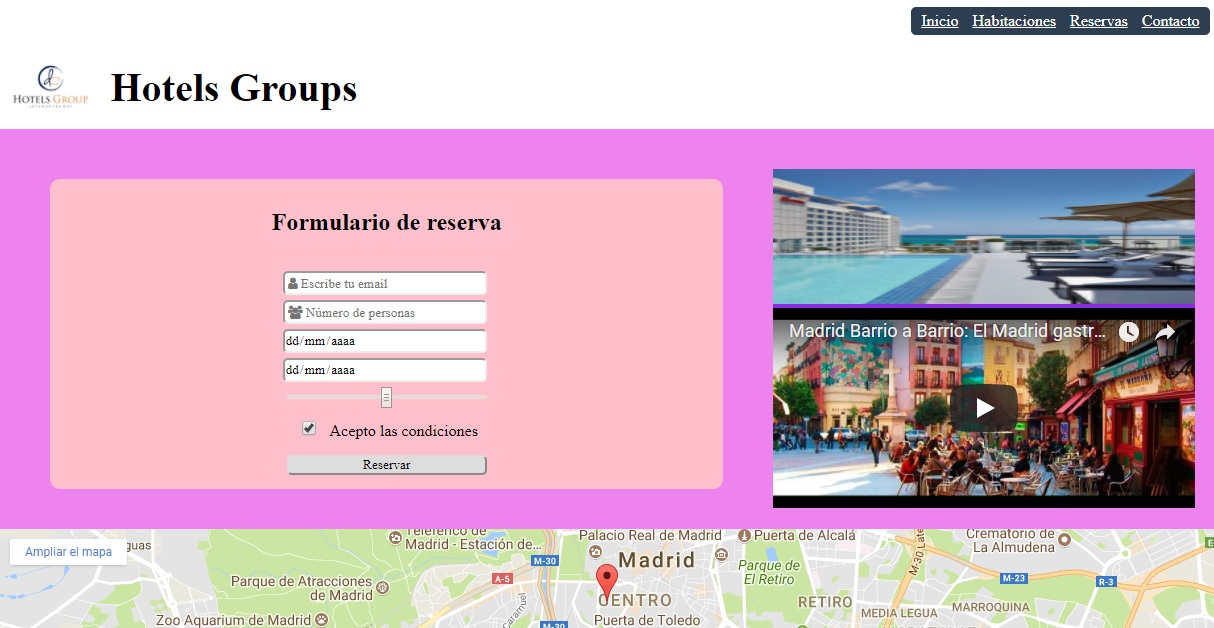 Inicio Habitaciones Reservas Contacto
HOTELS GROUP
Hotels Groups
Formulario de reserva
Escribe tu email
Número de personas
dd/mm/aaaa
dd/mm/aaaa
Acepto las condiciones
Reservar
Madrid Barrio a Barrio: El Madrid gastr...
Ampliar el mapa
guas
Teleférico de
Madrid - Estación de...
Palacio Real de Madrid
Puerta de Alcalá
Crematorio de
La Almudena
M-30
Madrid
Parque de
El Retiro
M-30 Late
A-5
M-23
R-3
Parque de Atracciones
de Madrid
CENTRO
RETIRO
MEDIA LEGUA
MARROQUINA
Zoo Aquarium de Madrid
caramuel
M-30
Puerta de Toledo